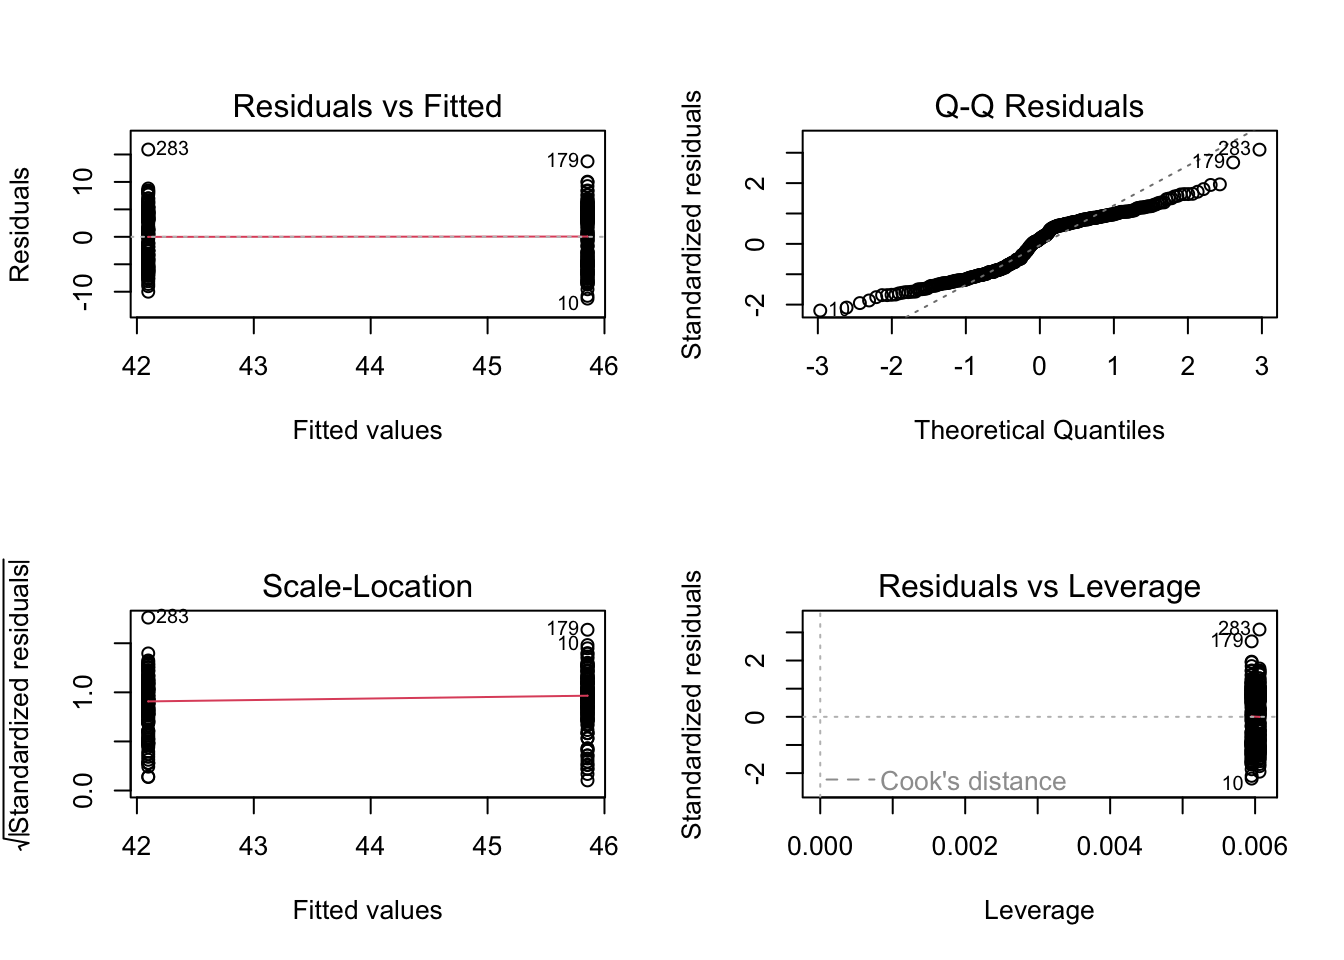 Residuals vs Fitted
Residuals
10
0
-10
283
179
10
42 43 44 45 46
Fitted values
Q-Q Residuals
Standardized residuals
2
0
-2
283
179
10
-3 -2 -1 0 1 2 3
Theoretical Quantiles
Scale-Location
√|Standardized residuals|
1.0
0.0
283
179
10
42 43 44 45 46
Fitted values
Residuals vs Leverage
Standardized residuals
2
0
-2
283
179
10
Cook's distance
0.000 0.002 0.004 0.006
Leverage